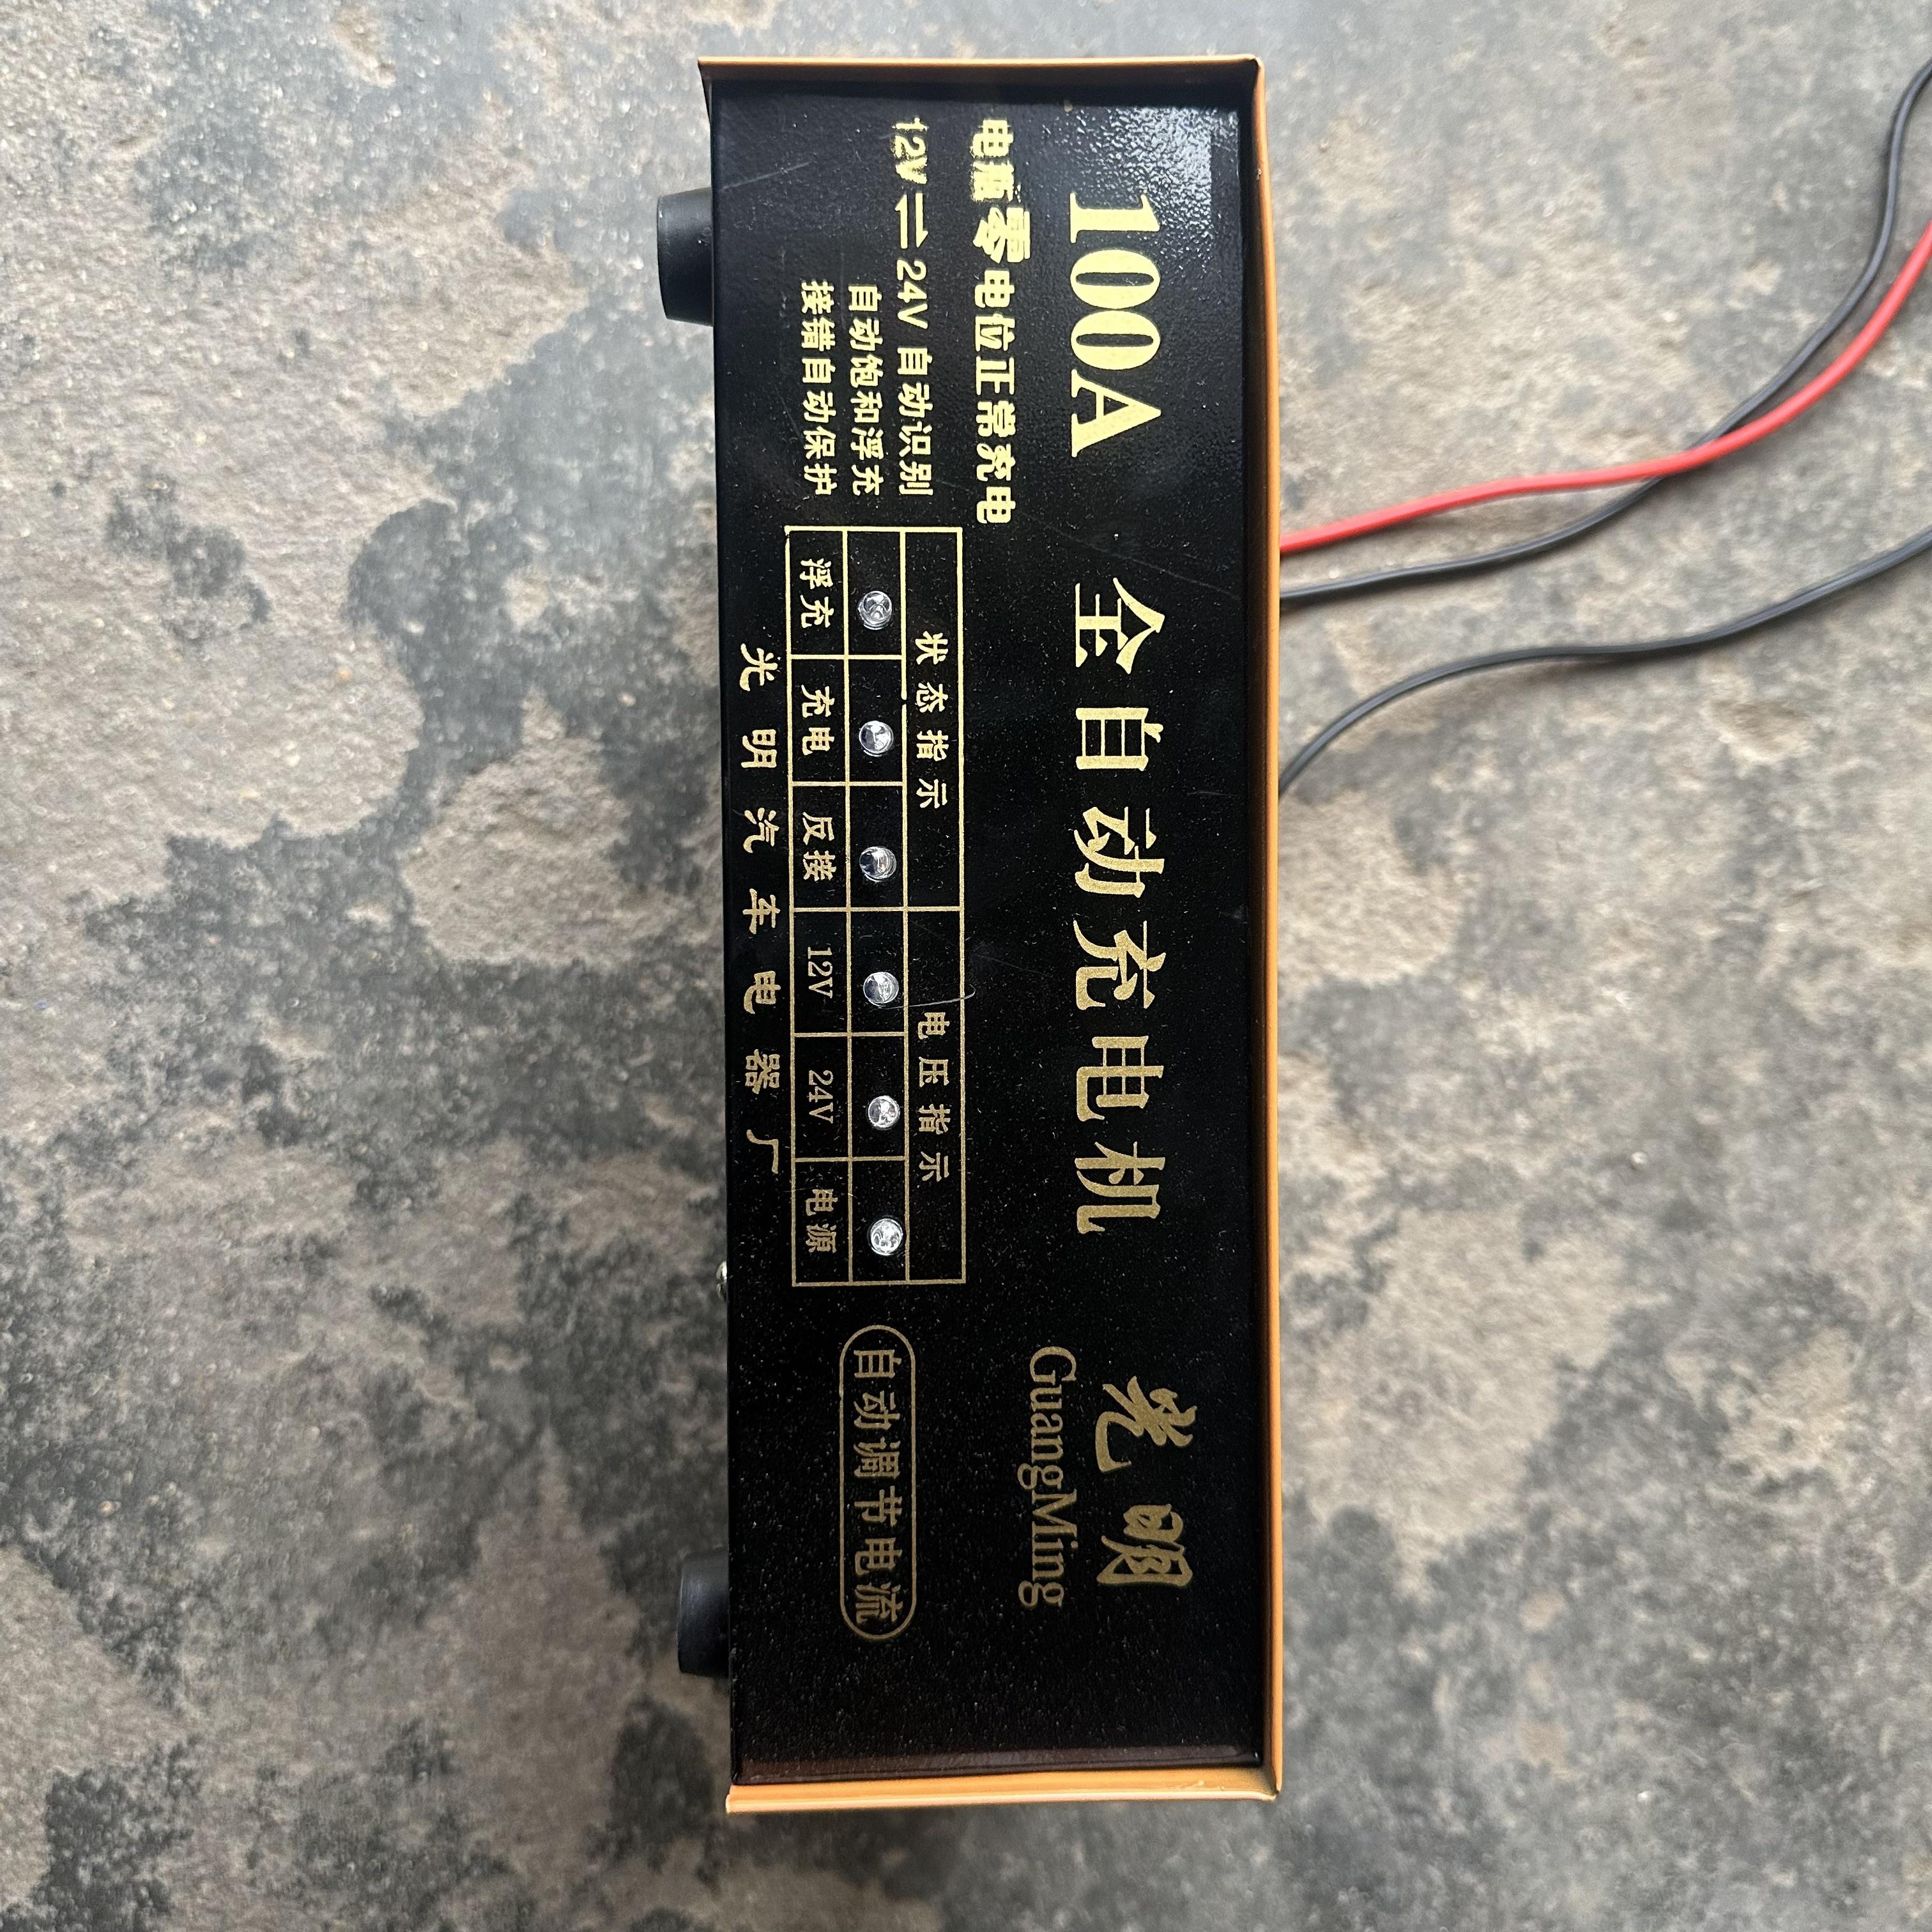 100A 全自动充电机
光明
GuangMing
电瓶零电位正常充电
12V⇌24V 自动识别
自动饱和浮充
接错自动保护
状态指示 电压指示
浮充 充电 反接 12V 24V 电源
自动调节电流
光明汽车电器厂